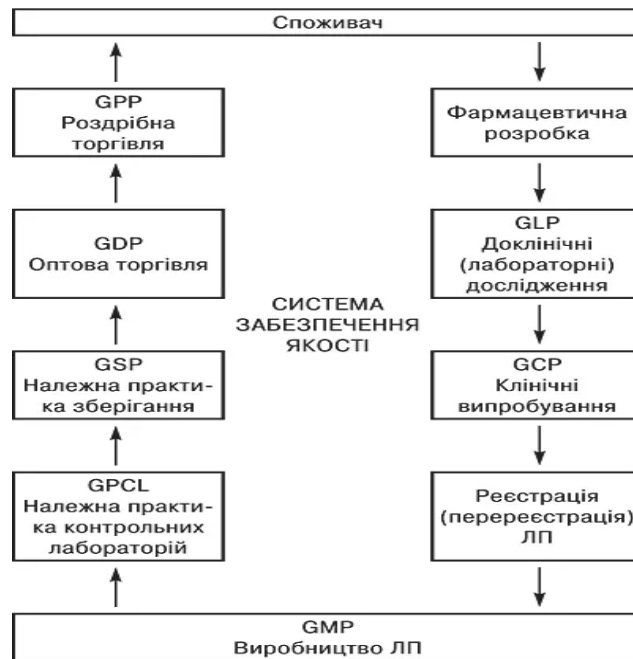 Споживач
GPP
Роздрібна
торгівля
Фармацевтична
розробка
GDP
Оптова торгівля
GLP
Доклінічні
(лабораторні)
дослідження
СИСТЕМА
ЗАБЕЗПЕЧЕННЯ
ЯКОСТІ
GSP
Належна практи-
ка зберігання
GCP
Клінічні
випробування
GPCL
Належна практи-
ка контрольних
лабораторій
Реєстрація
(перереєстрація)
ЛП
GMP
Виробництво ЛП